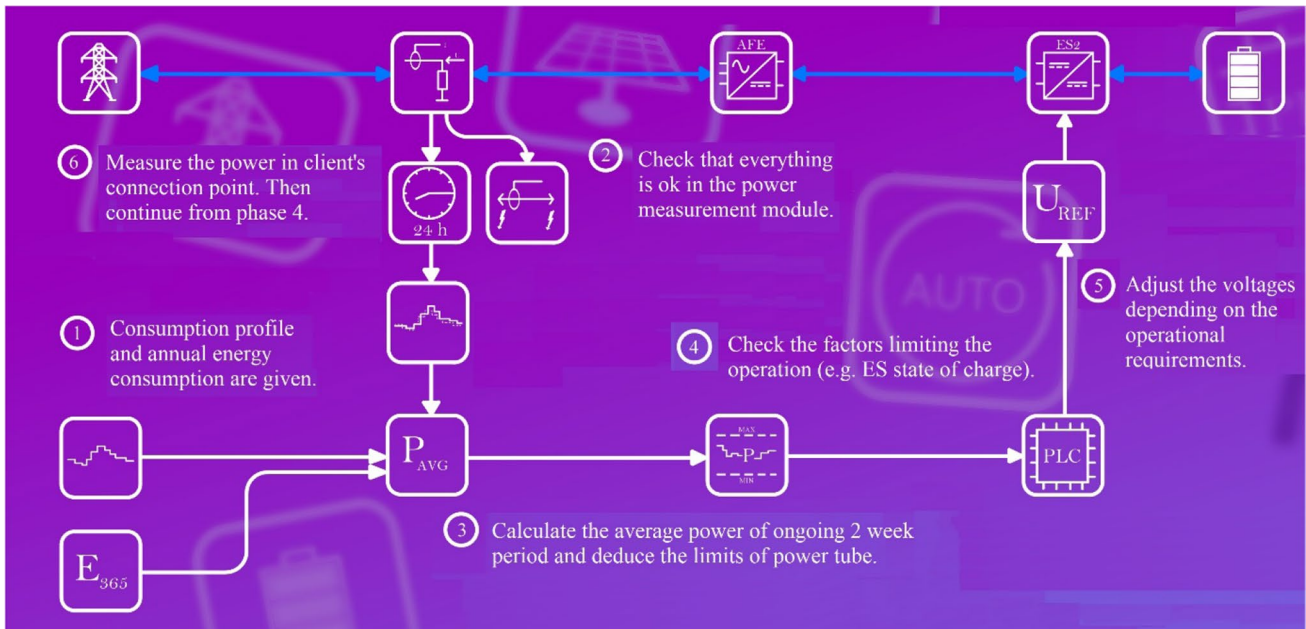 AFE
ES2
6
Measure the power in client's
connection point. Then
continue from phase 4.
24 h
2
Check that everything
is ok in the power
measurement module.
U REF
AUTO
1
Consumption profile
and annual energy
consumption are given.
4
Check the factors limiting the
operation (e.g. ES state of charge).
5
Adjust the voltages
depending on the
operational
requirements.
P AVG
MAX
P
MIN
PLC
3
Calculate the average power of ongoing 2 week
period and deduce the limits of power tube.
E 365